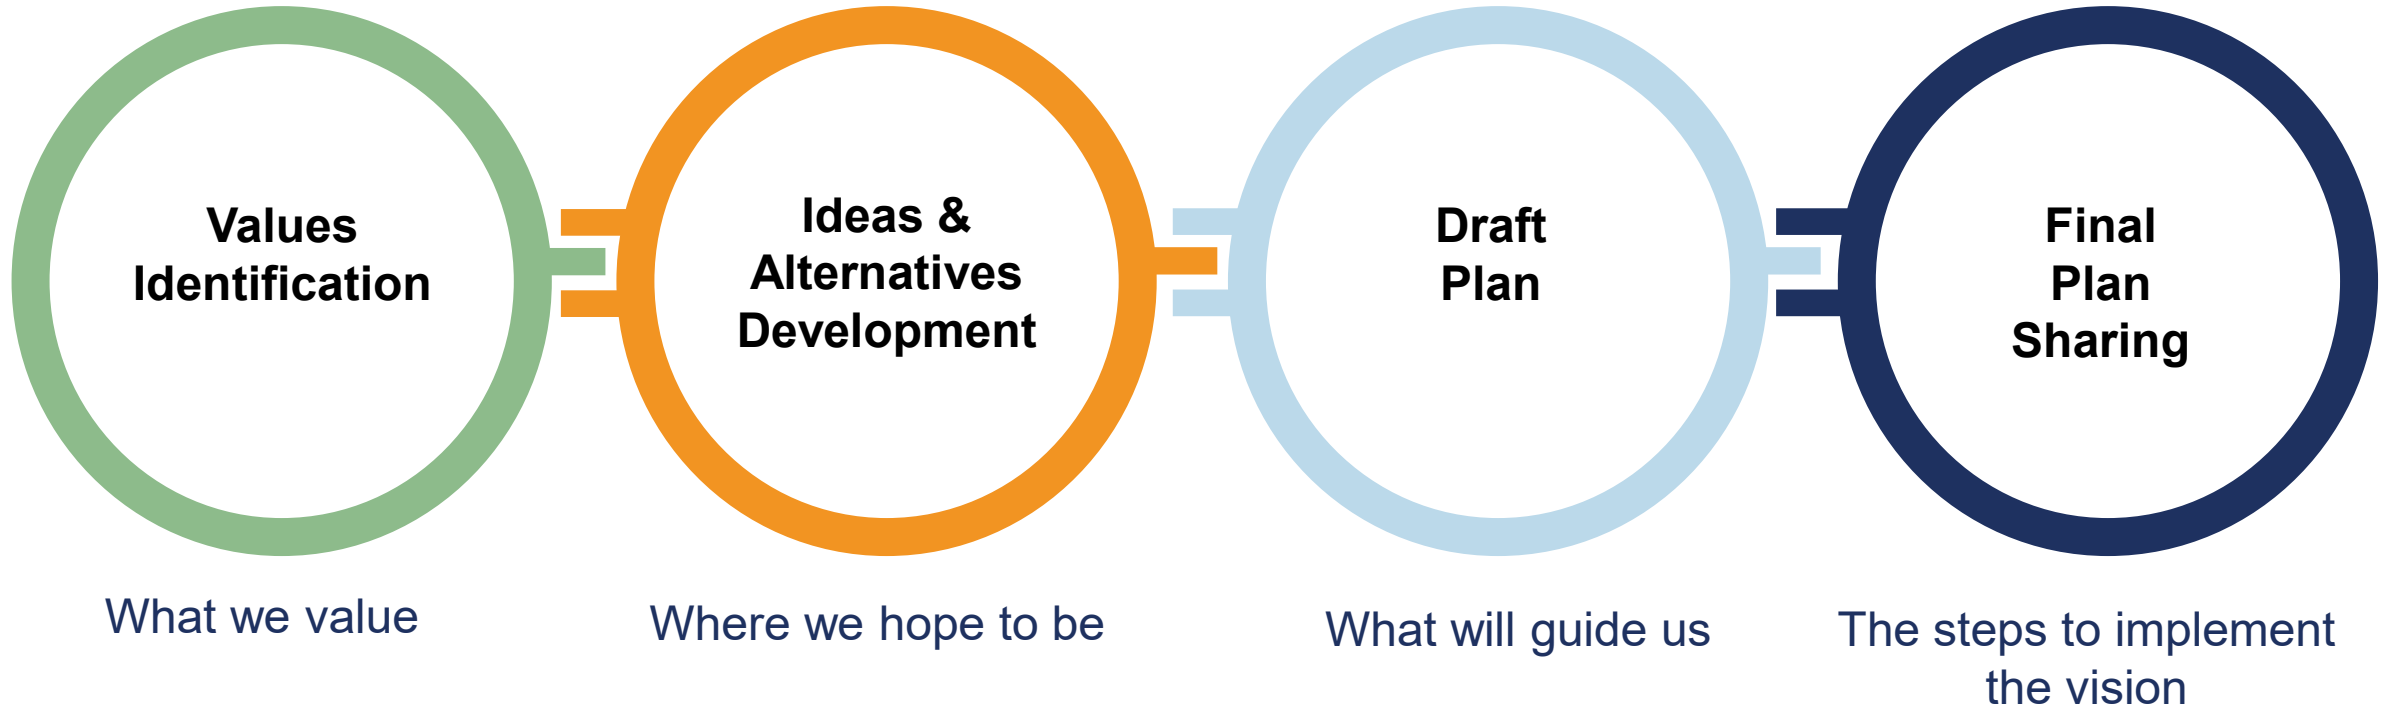 Values
Identification
What we value
Ideas &
Alternatives
Development
Where we hope to be
Draft
Plan
What will guide us
Final
Plan
Sharing
The steps to implement
the vision